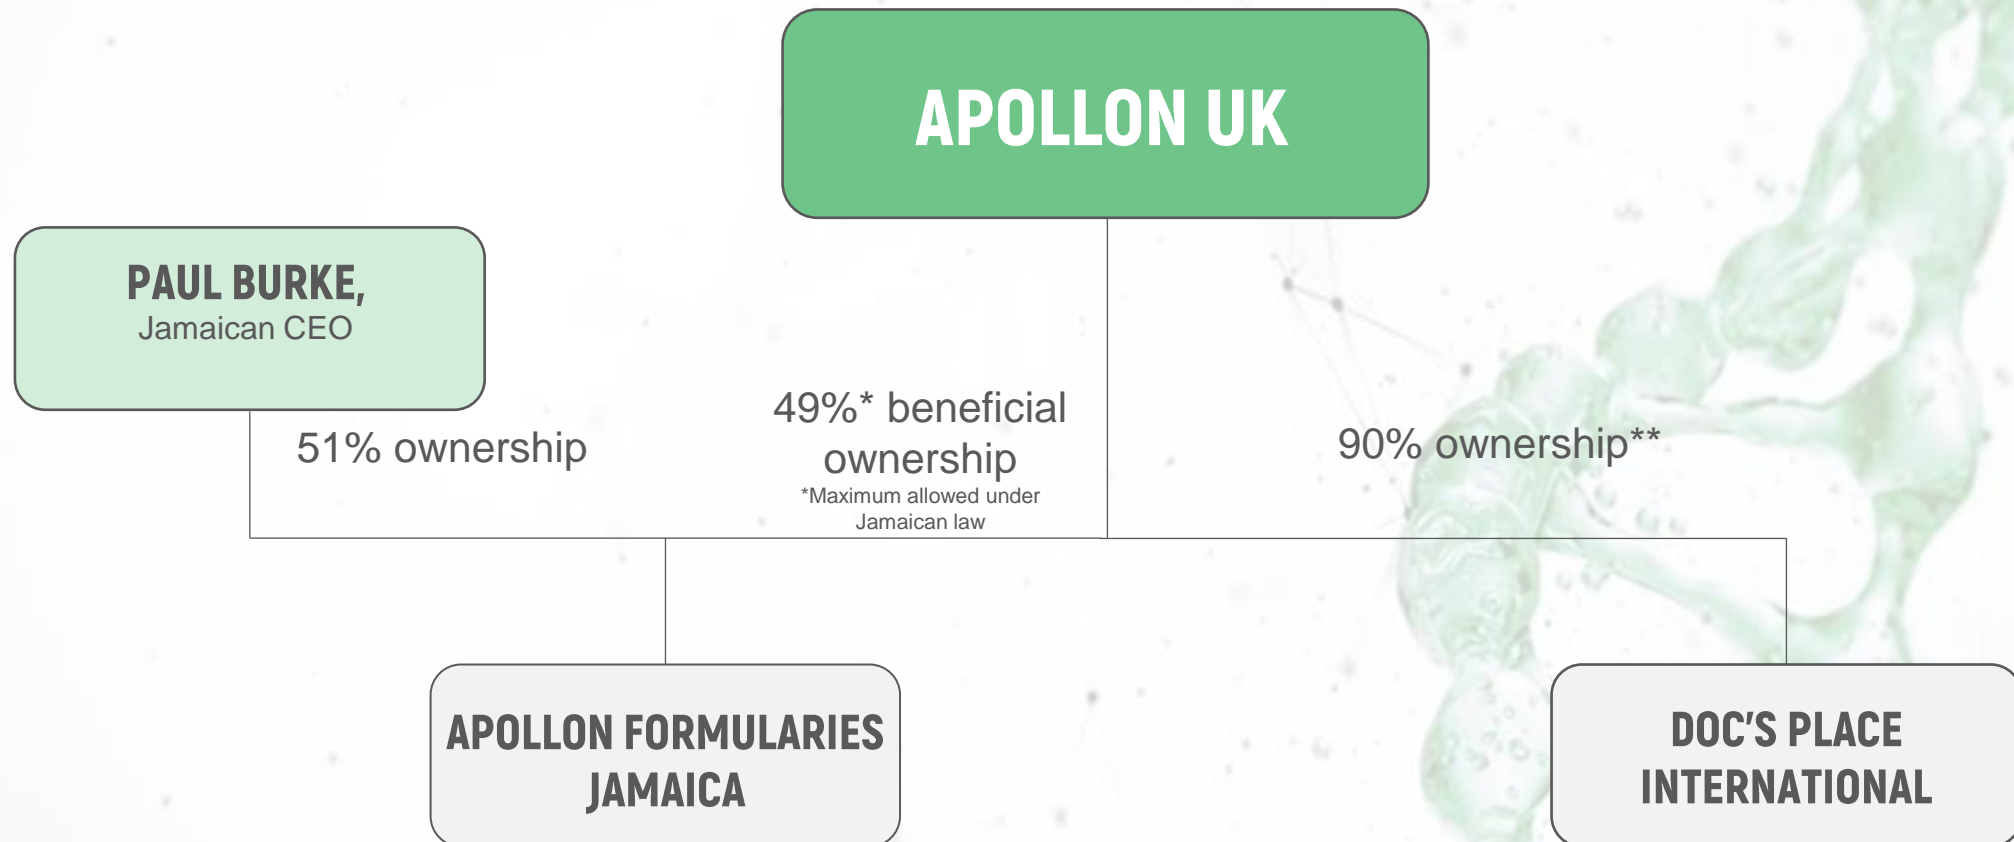 APOLLON UK
PAUL BURKE,
Jamaican CEO
51% ownership
49%* beneficial
ownership
*Maximum allowed under
Jamaican law
90% ownership**
APOLLON FORMULARIES
JAMAICA
DOC'S PLACE
INTERNATIONAL